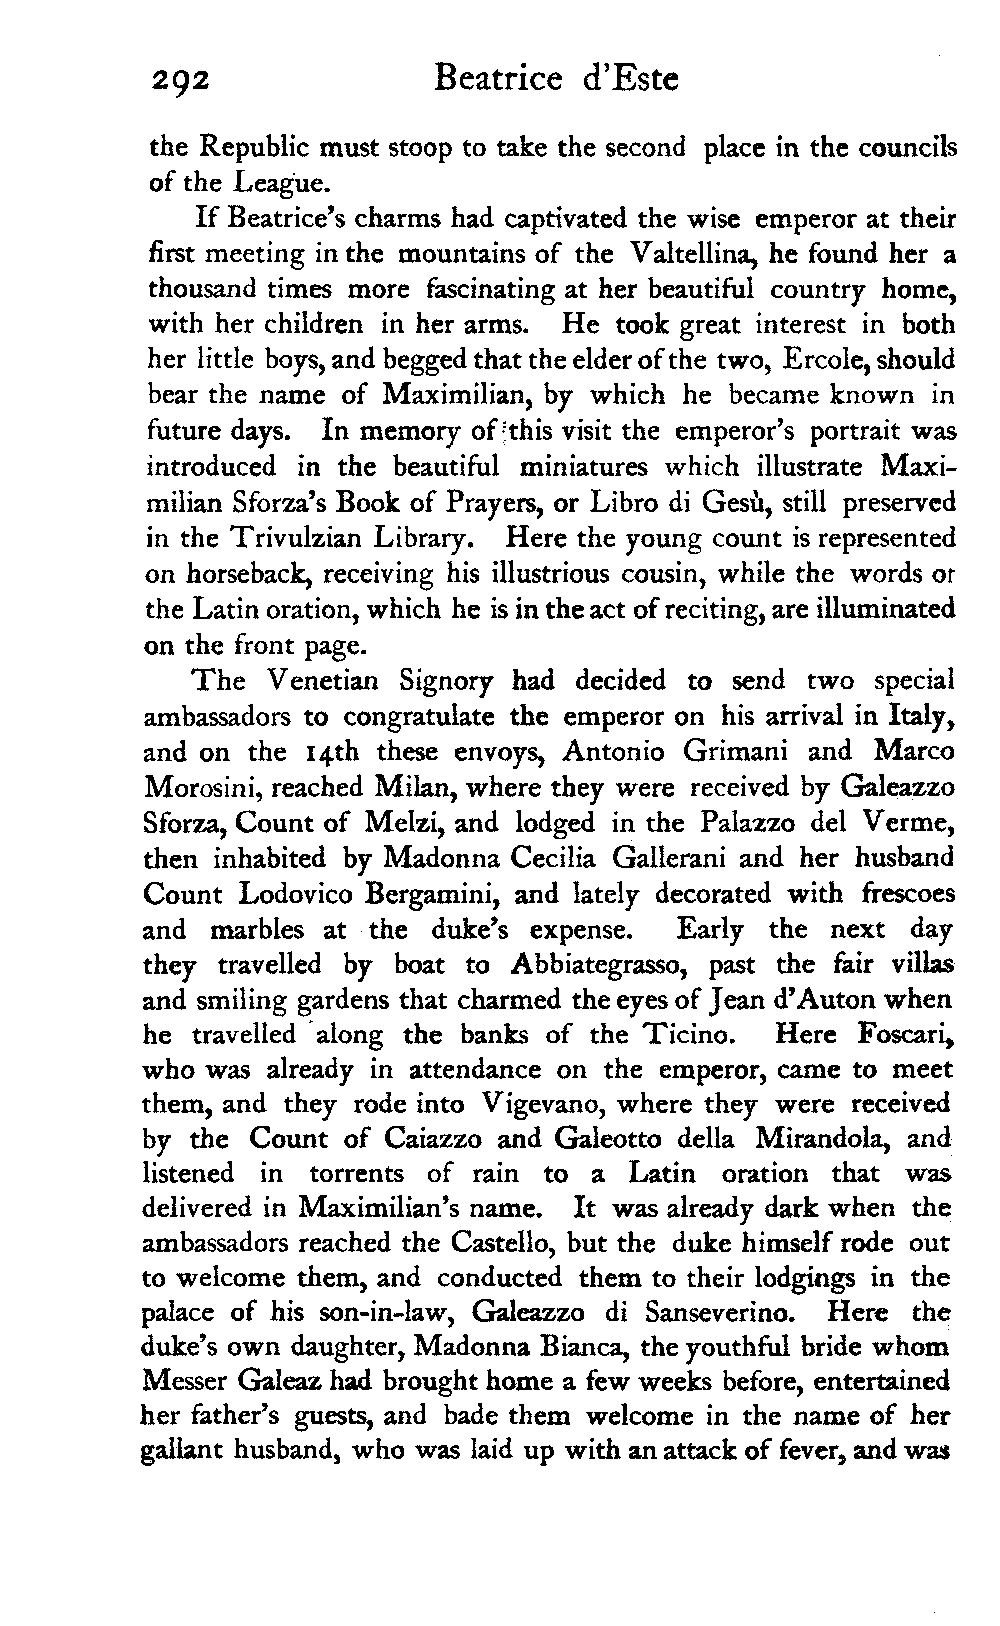 292 Beatrice d'Este
the Republic must stoop to take the second place in the councils
of the League.
If Beatrice's charms had captivated the wise emperor at their
first meeting in the mountains of the Valtellina, he found her a
thousand times more fascinating at her beautiful country home,
with her children in her arms. He took great interest in both
her little boys, and begged that the elder of the two, Ercole, should
bear the name of Maximilian, by which he became known in
future days. In memory of this visit the emperor's portrait was
introduced in the beautiful miniatures which illustrate Maxi-
milian Sforza's Book of Prayers, or Libro di Gesù, still preserved
in the Trivulzian Library. Here the young count is represented
on horseback, receiving his illustrious cousin, while the words or
the Latin oration, which he is in the act of reciting, are illuminated
on the front page.
The Venetian Signory had decided to send two special
ambassadors to congratulate the emperor on his arrival in Italy,
and on the 14th these envoys, Antonio Grimani and Marco
Morosini, reached Milan, where they were received by Galeazzo
Sforza, Count of Melzi, and lodged in the Palazzo del Verme,
then inhabited by Madonna Cecilia Gallerani and her husband
Count Lodovico Bergamini, and lately decorated with frescoes
and marbles at the duke's expense. Early the next day
they travelled by boat to Abbiategrasso, past the fair villas
and smiling gardens that charmed the eyes of Jean d'Auton when
he travelled along the banks of the Ticino. Here Foscari,
who was already in attendance on the emperor, came to meet
them, and they rode into Vigevano, where they were received
by the Count of Caiazzo and Galeotto della Mirandola, and
listened in torrents of rain to a Latin oration that was
delivered in Maximilian's name. It was already dark when the
ambassadors reached the Castello, but the duke himself rode out
to welcome them, and conducted them to their lodgings in the
palace of his son-in-law, Galeazzo di Sanseverino. Here the
duke's own daughter, Madonna Bianca, the youthful bride whom
Messer Galeaz had brought home a few weeks before, entertained
her father's guests, and bade them welcome in the name of her
gallant husband, who was laid up with an attack of fever, and was